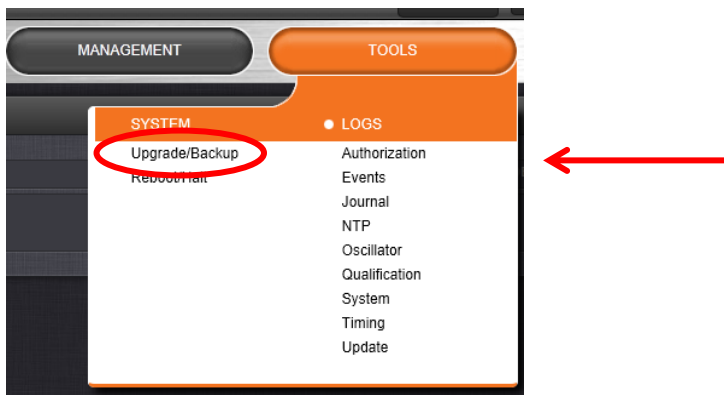 MANAGEMENT
TOOLS
SYSTEM
Upgrade/Backup
Reboot/Halt
LOGS
Authorization
Events
Journal
NTP
Oscillator
Qualification
System
Timing
Update